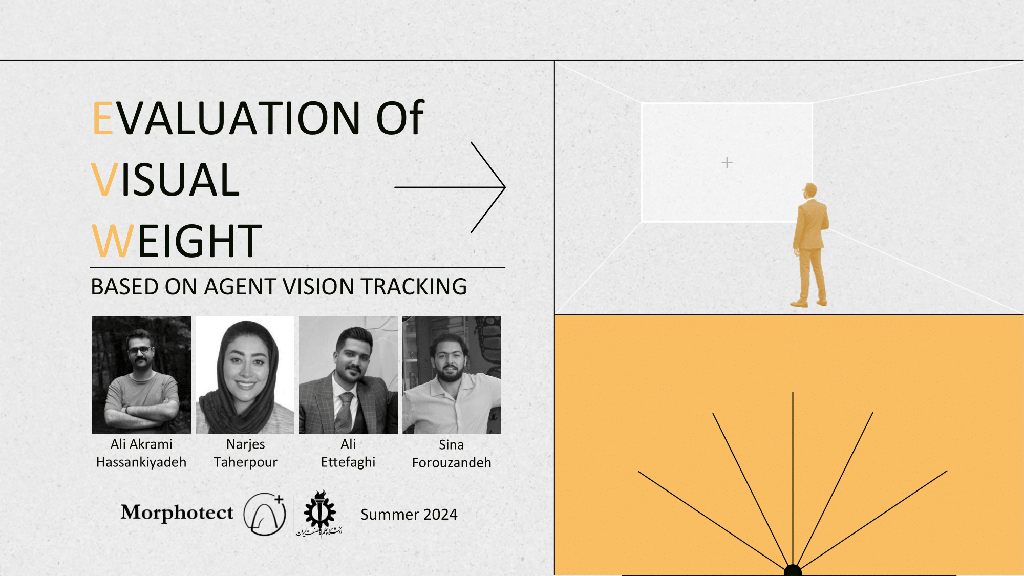 EVALUATION Of
VISUAL
WEIGHT
BASED ON AGENT VISION TRACKING
Ali Akrami
Hassankiyadeh
Narjes
Taherpour
Ali
Ettefaghi
Sina
Forouzandeh
Morphotect
Summer 2024